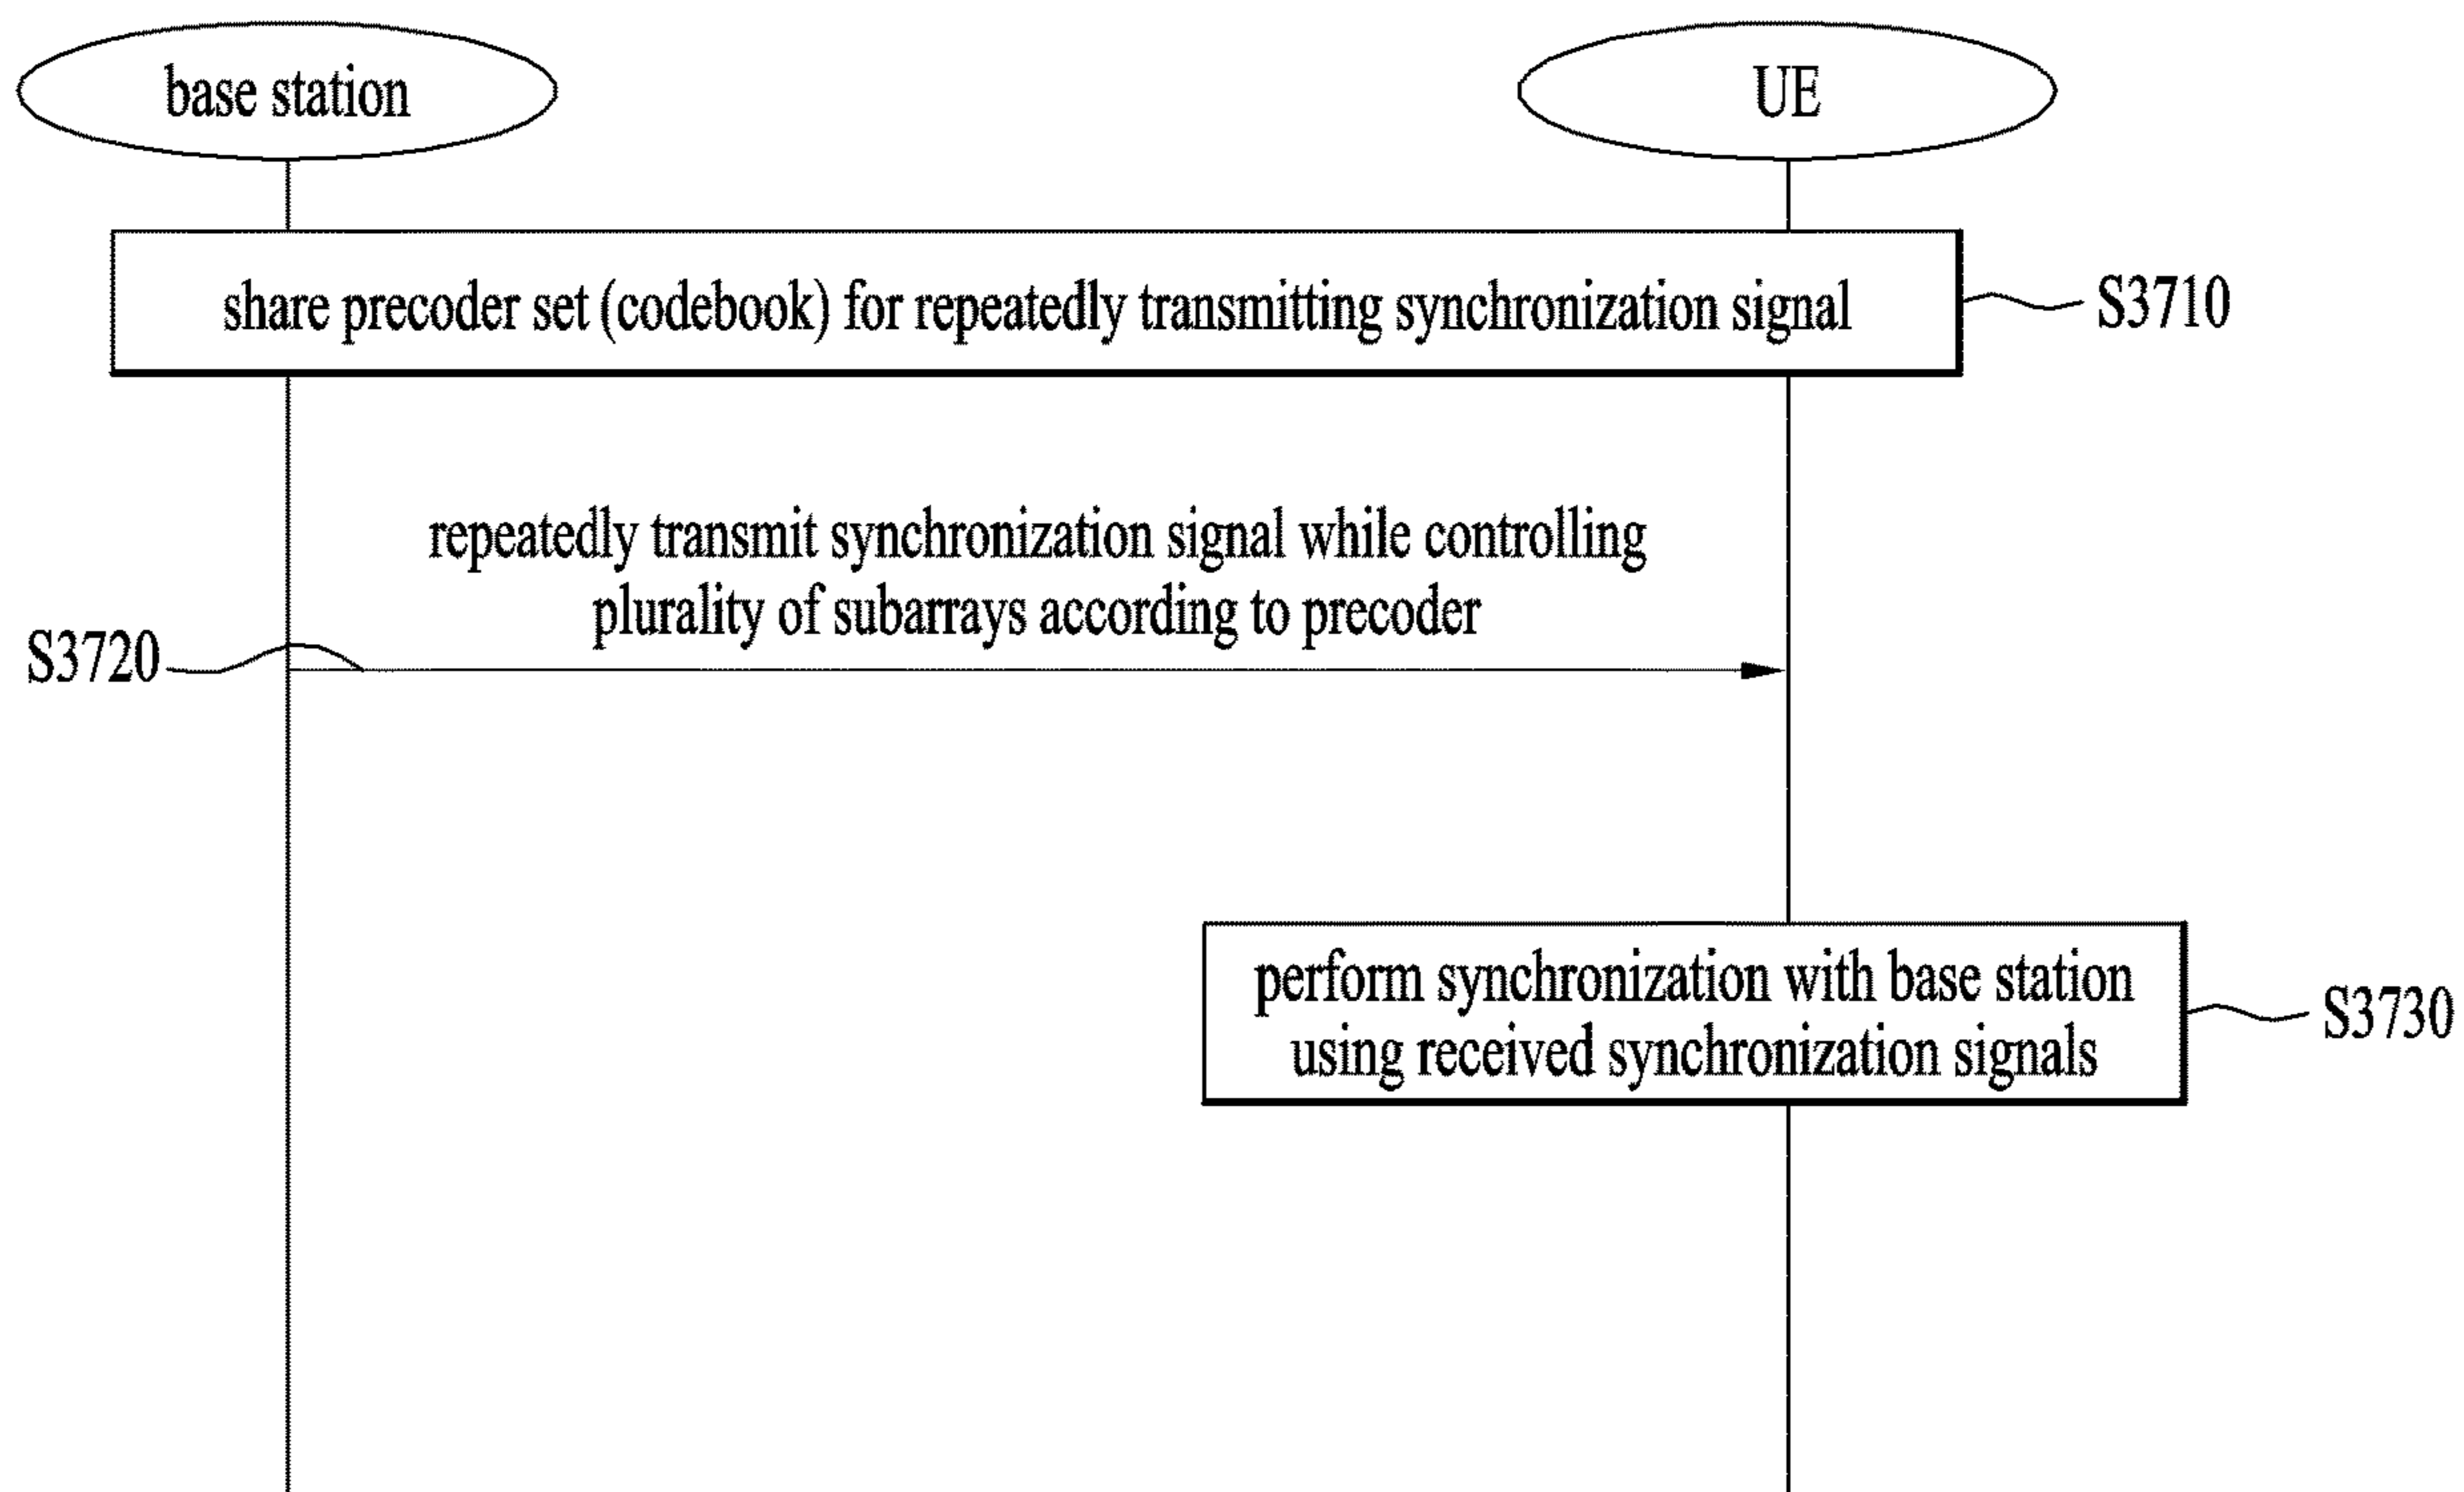 base station
UE
share precoder set (codebook) for repeatedly transmitting synchronization signal
S3710
repeatedly transmit synchronization signal while controlling
plurality of subarrays according to precoder
S3720
perform synchronization with base station
using received synchronization signals
S3730